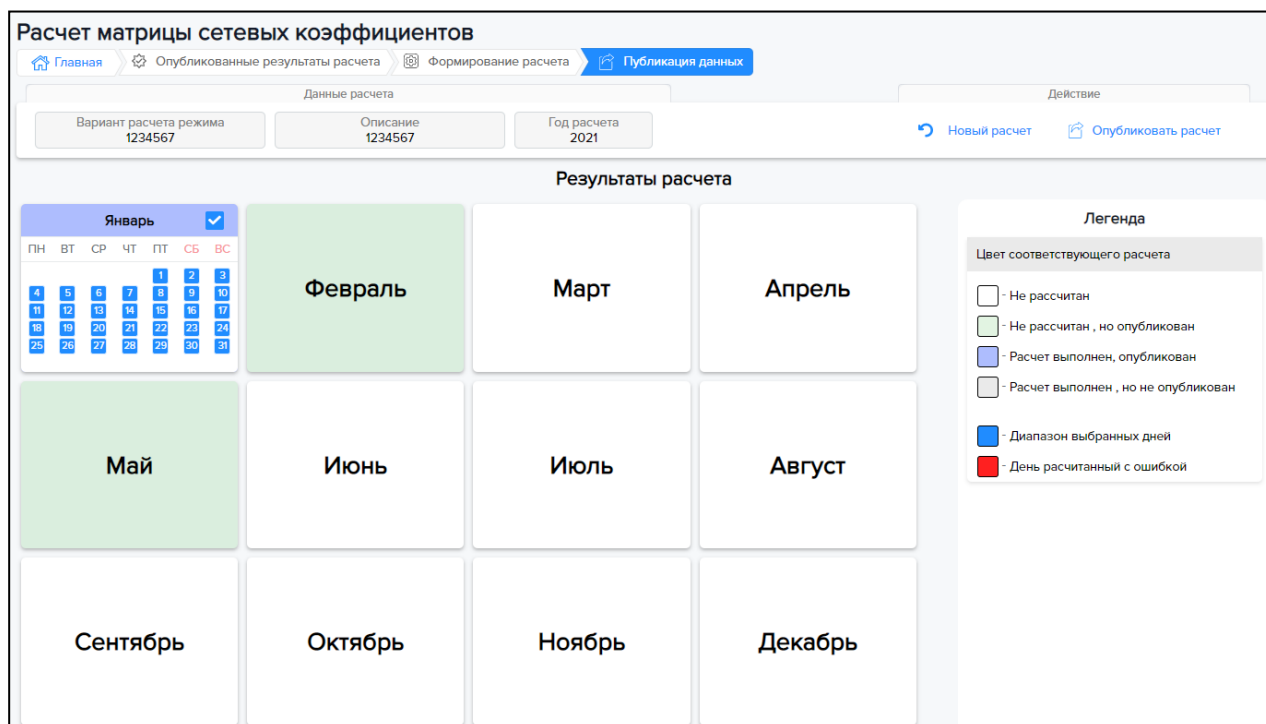 Расчет матрицы сетевых коэффициентов
Главная Опубликованные результаты расчета Формирование расчета Публикация данных
Данные расчета Действие
Вариант расчета режима Описание Год расчета
1234567 1234567 2021
Новый расчет Опубликовать расчет
Результаты расчета
Январь
ПН ВТ СР ЧТ ПТ СБ ВС
1 2 3
4 5 6 7 8 9 10
11 12 13 14 15 16 17
18 19 20 21 22 23 24
25 26 27 28 29 30 31
Февраль Март Апрель
Май Июнь Июль Август
Сентябрь Октябрь Ноябрь Декабрь
Легенда
Цвет соответствующего расчета
- Не рассчитан
- Не рассчитан , но опубликован
- Расчет выполнен, опубликован
- Расчет выполнен , но не опубликован
- Диапазон выбранных дней
- День расчитанный с ошибкой